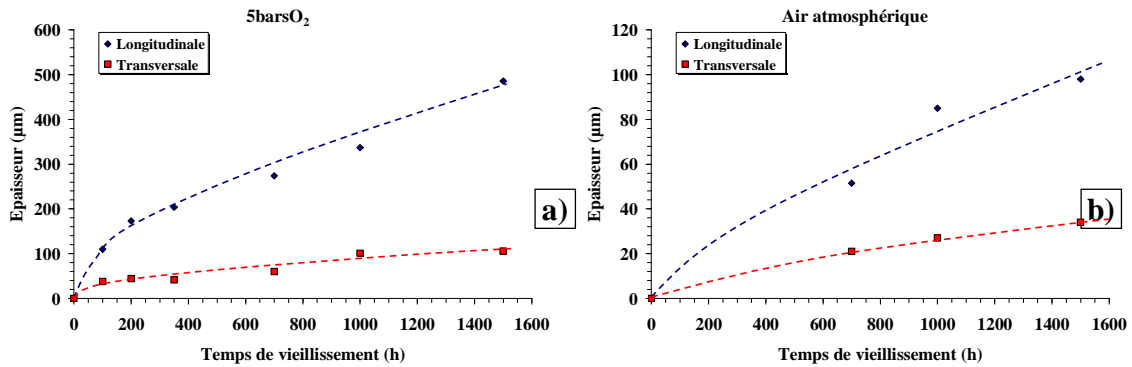 5barsO₂
Longitudinale
Transversale
600
500
400
300
200
100
0
Epaisseur (µm)
0 200 400 600 800 1000 1200 1400 1600
Temps de vieillissement (h)
a)
Air atmosphérique
Longitudinale
Transversale
120
100
80
60
40
20
0
Epaisseur (µm)
0 200 400 600 800 1000 1200 1400 1600
Temps de vieillissement (h)
b)